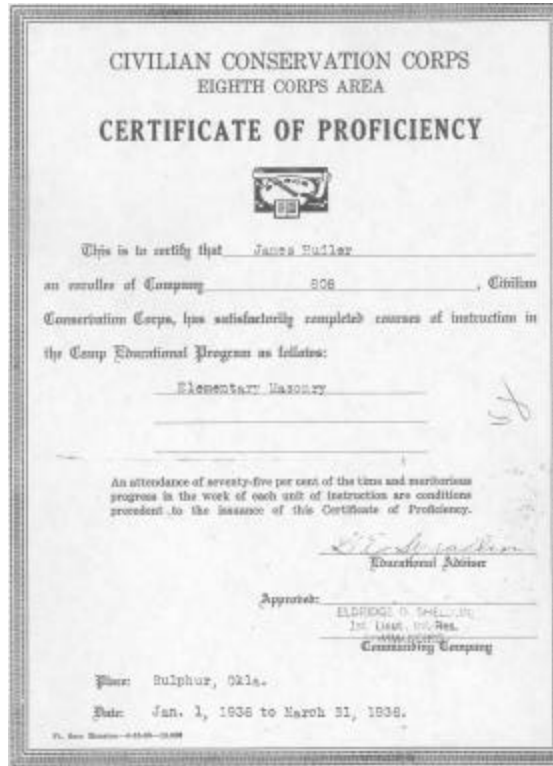 CIVILIAN CONSERVATION CORPS
EIGHTH CORPS AREA
CERTIFICATE OF PROFICIENCY
This is to certify that James Butler
an enrollee of Company 808, Civilian
Conservation Corps, has satisfactorily completed courses of instruction in
the Camp Educational Program as follows:
Elementary Masonry
An attendance of seventy-five per cent of the time and meritorious
progress in the work of each unit of instruction are conditions
precedent to the issuance of this Certificate of Proficiency.
Educational Adviser
Approved:
ELDRIDGE
1st Lieut. Res.
Commanding Company
Place: Sulphur, Okla.
Date: Jan. 1, 1936 to March 31, 1936.